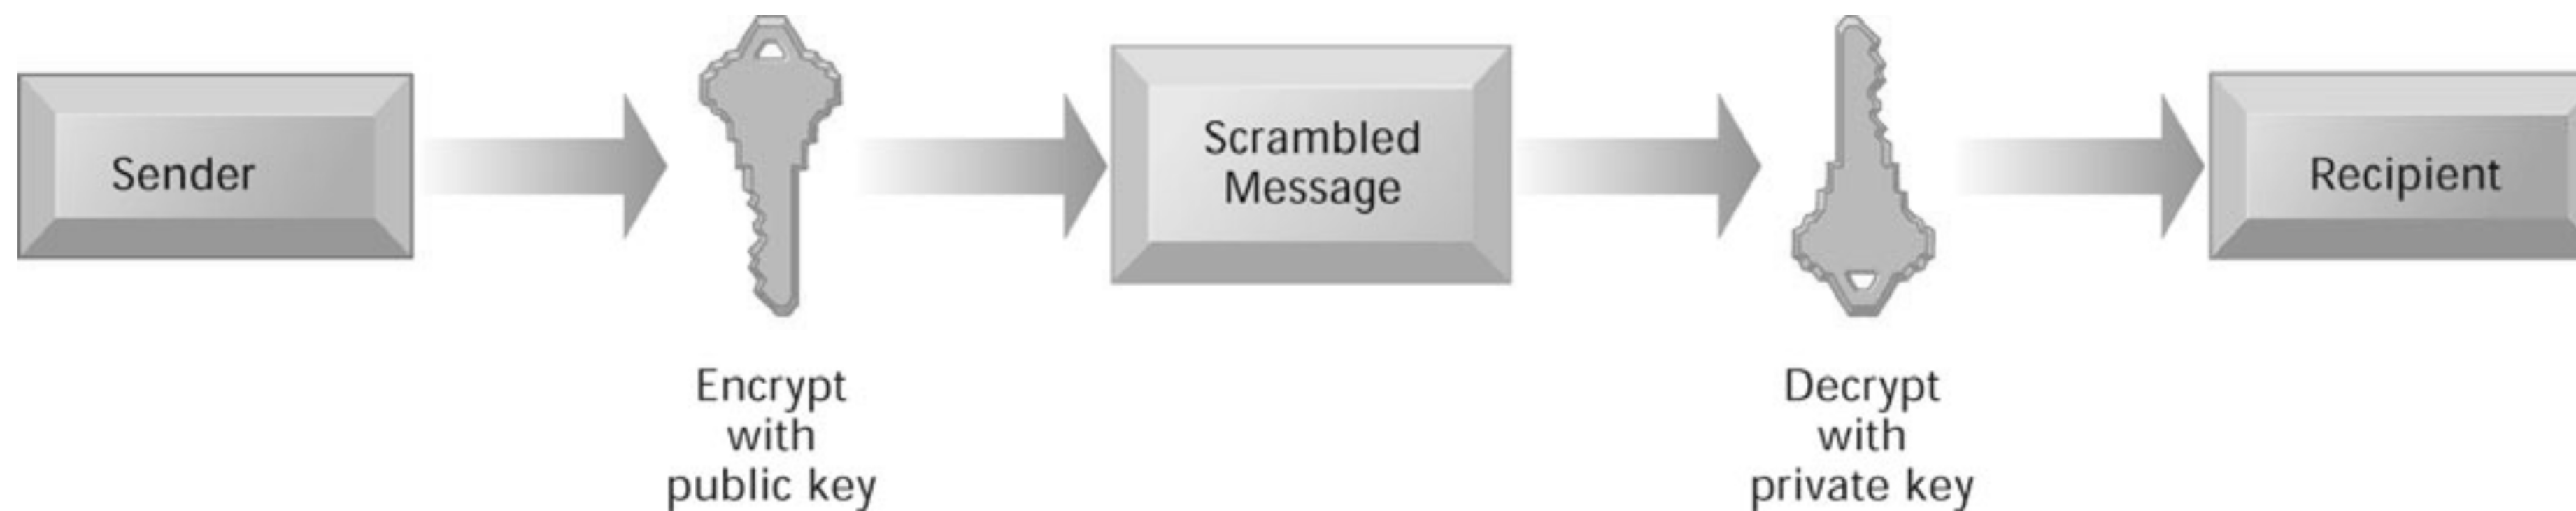 Sender
Encrypt
with
public key
Scrambled
Message
Decrypt
with
private key
Recipient